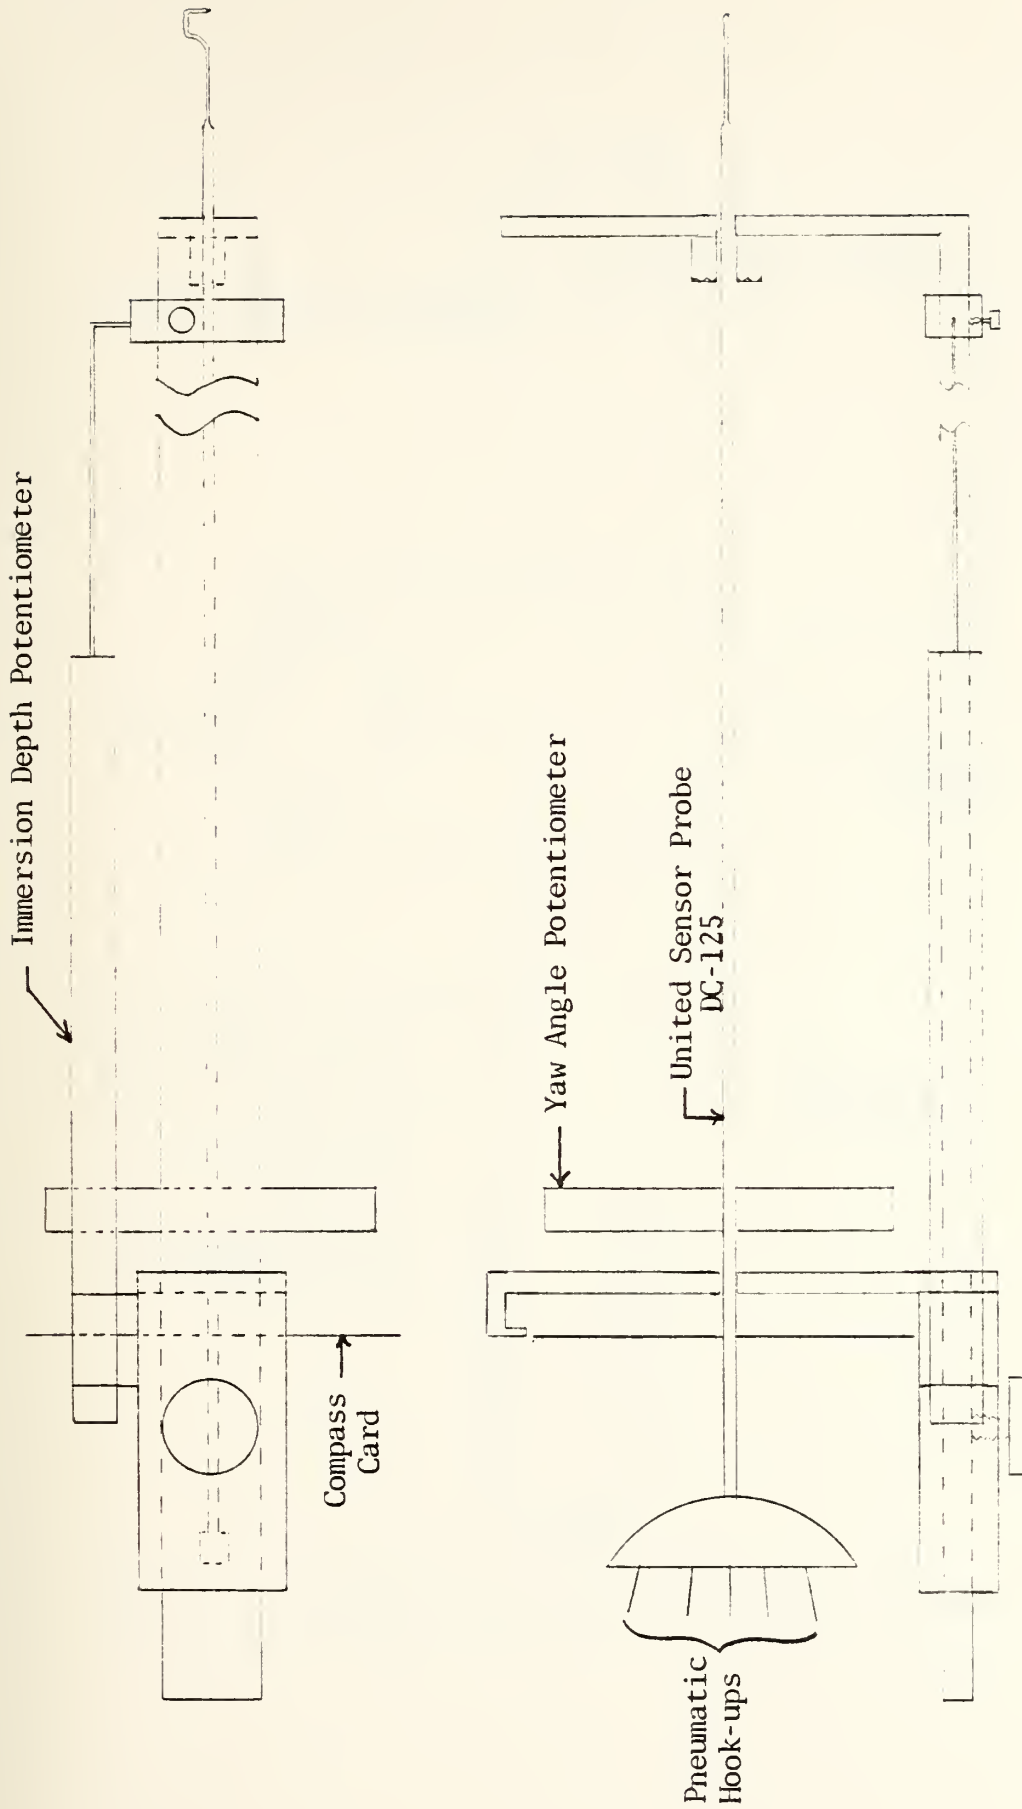 Immersion Depth Potentiometer
Compass
Card
Yaw Angle Potentiometer
United Sensor Probe
DC-125
Pneumatic
Hook-ups